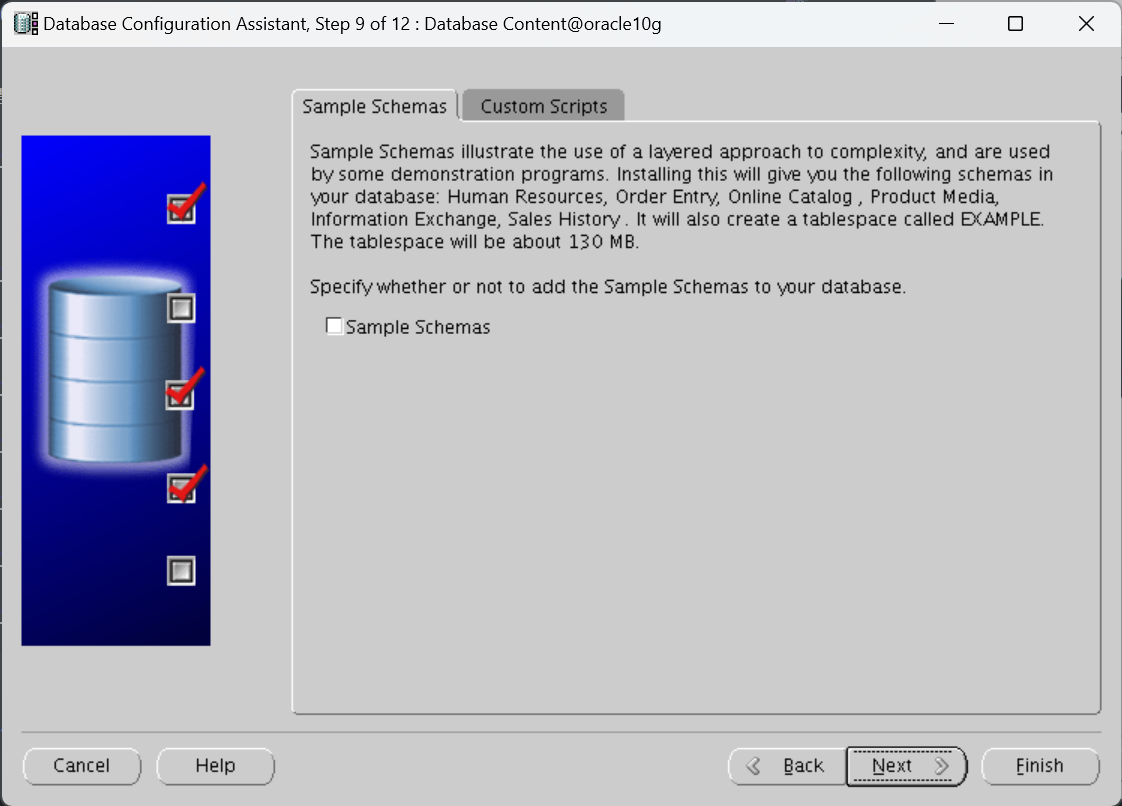 Database Configuration Assistant, Step 9 of 12 : Database Content@oracle10g
Sample Schemas
Custom Scripts
Sample Schemas illustrate the use of a layered approach to complexity, and are used
by some demonstration programs. Installing this will give you the following schemas in
your database: Human Resources, Order Entry, Online Catalog , Product Media,
Information Exchange, Sales History . It will also create a tablespace called EXAMPLE.
The tablespace will be about 130 MB.
Specify whether or not to add the Sample Schemas to your database.
Sample Schemas
Cancel
Help
Back
Next
Finish